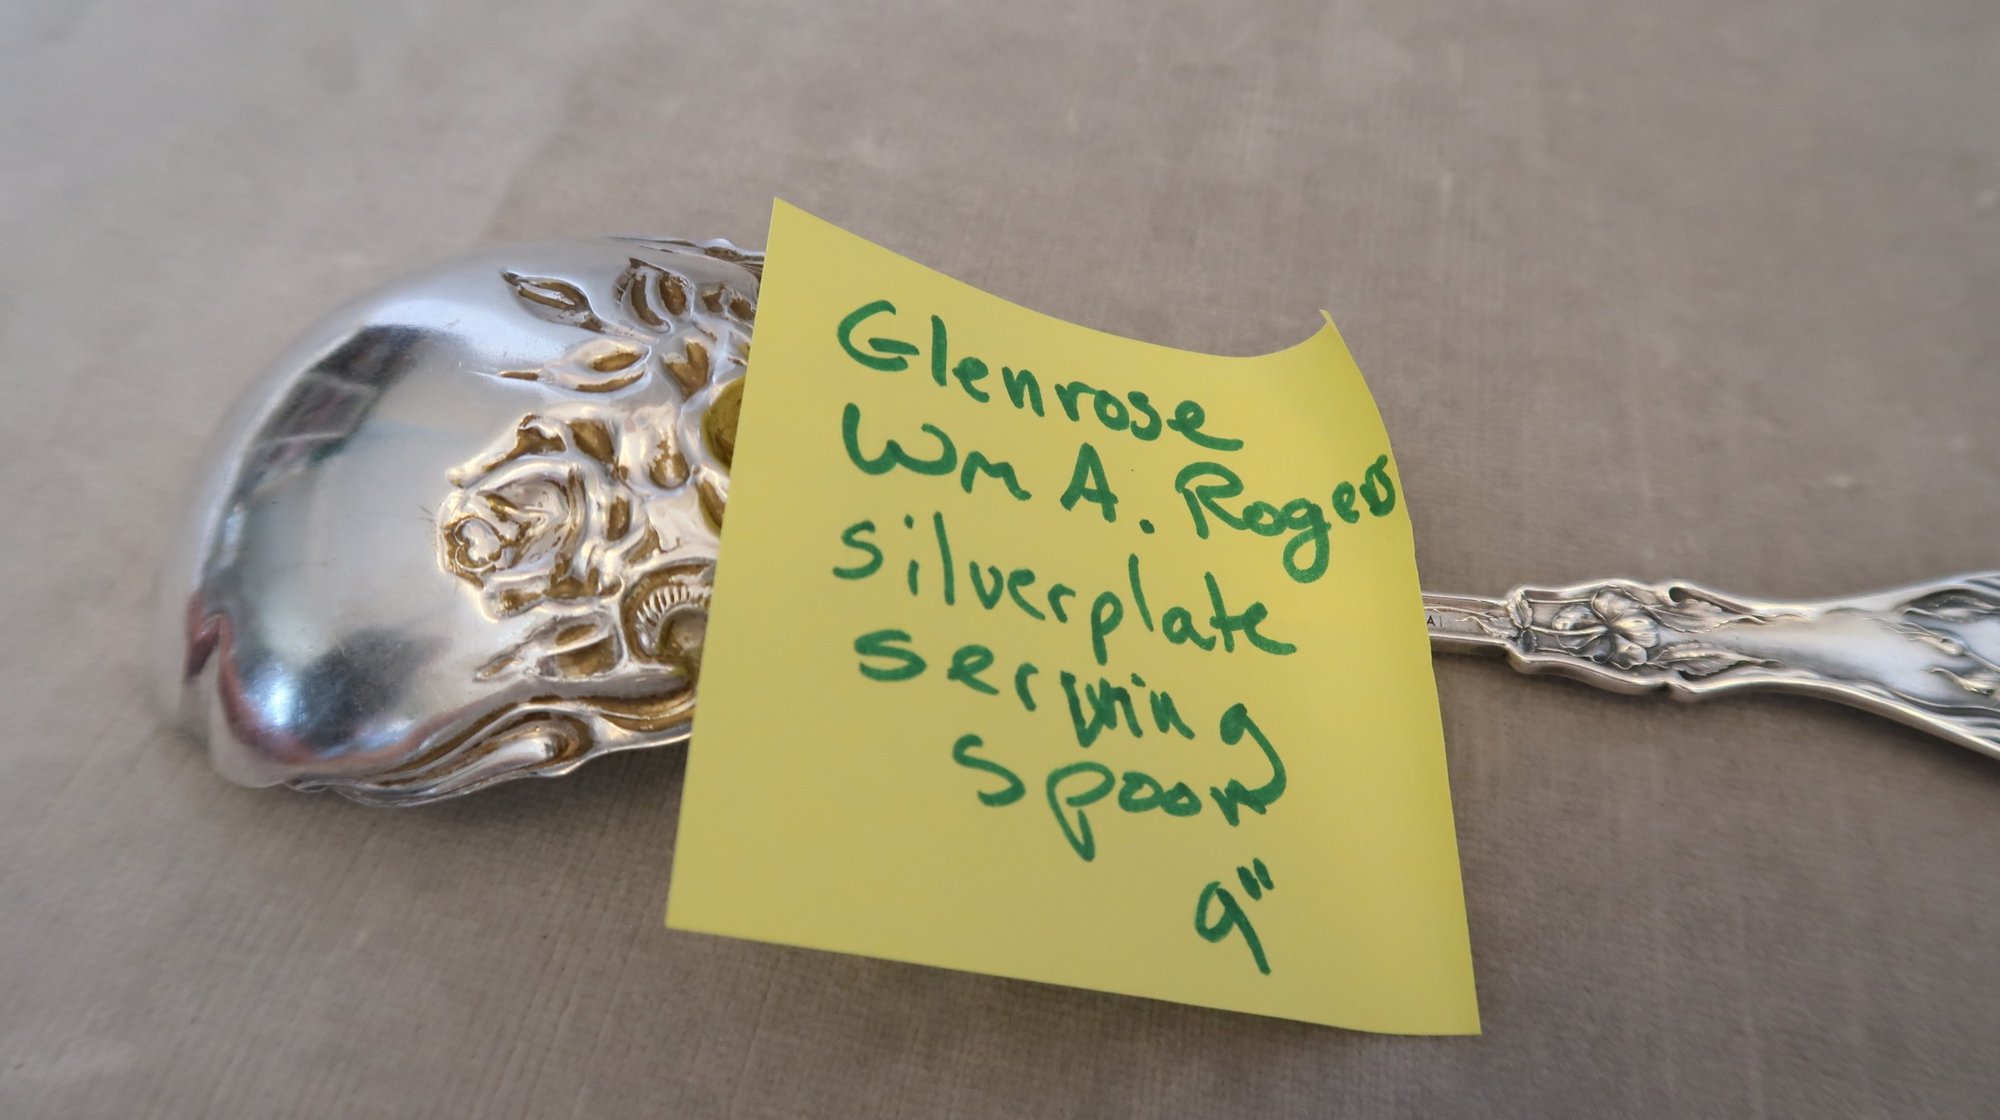 Glenrose
Wm A. Rogers
silverplate
serving
spoon
9"
A